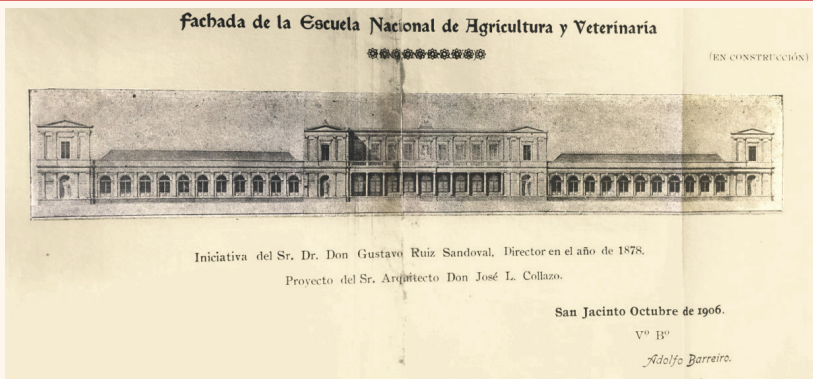 Fachada de la Escuela Nacional de Agricultura y Veterinaria
(EN CONSTRUCCIÓN)
Iniciativa del Sr. Dr. Don Gustavo Ruiz Sandoval, Director en el año de 1878.
Proyecto del Sr. Arquitecto Don José L. Collazo.
San Jacinto Octubre de 1906.
Vº Bº
Adolfo Barreiro.